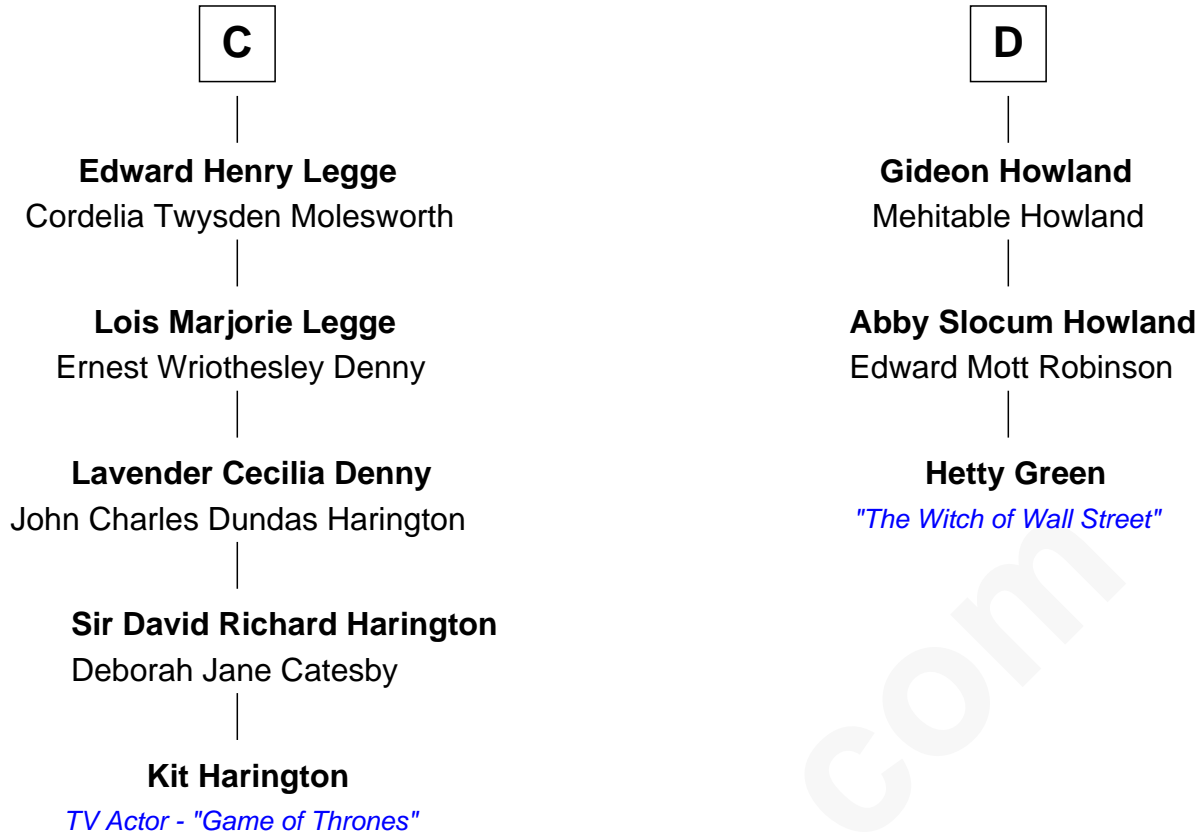 C
Edward Henry Legge
Cordelia Twysden Molesworth
Lois Marjorie Legge
Ernest Wriothesley Denny
Lavender Cecilia Denny
John Charles Dundas Harington
Sir David Richard Harington
Deborah Jane Catesby
Kit Harington
TV Actor - "Game of Thrones"
D
Gideon Howland
Mehitable Howland
Abby Slocum Howland
Edward Mott Robinson
Hetty Green
"The Witch of Wall Street"
com